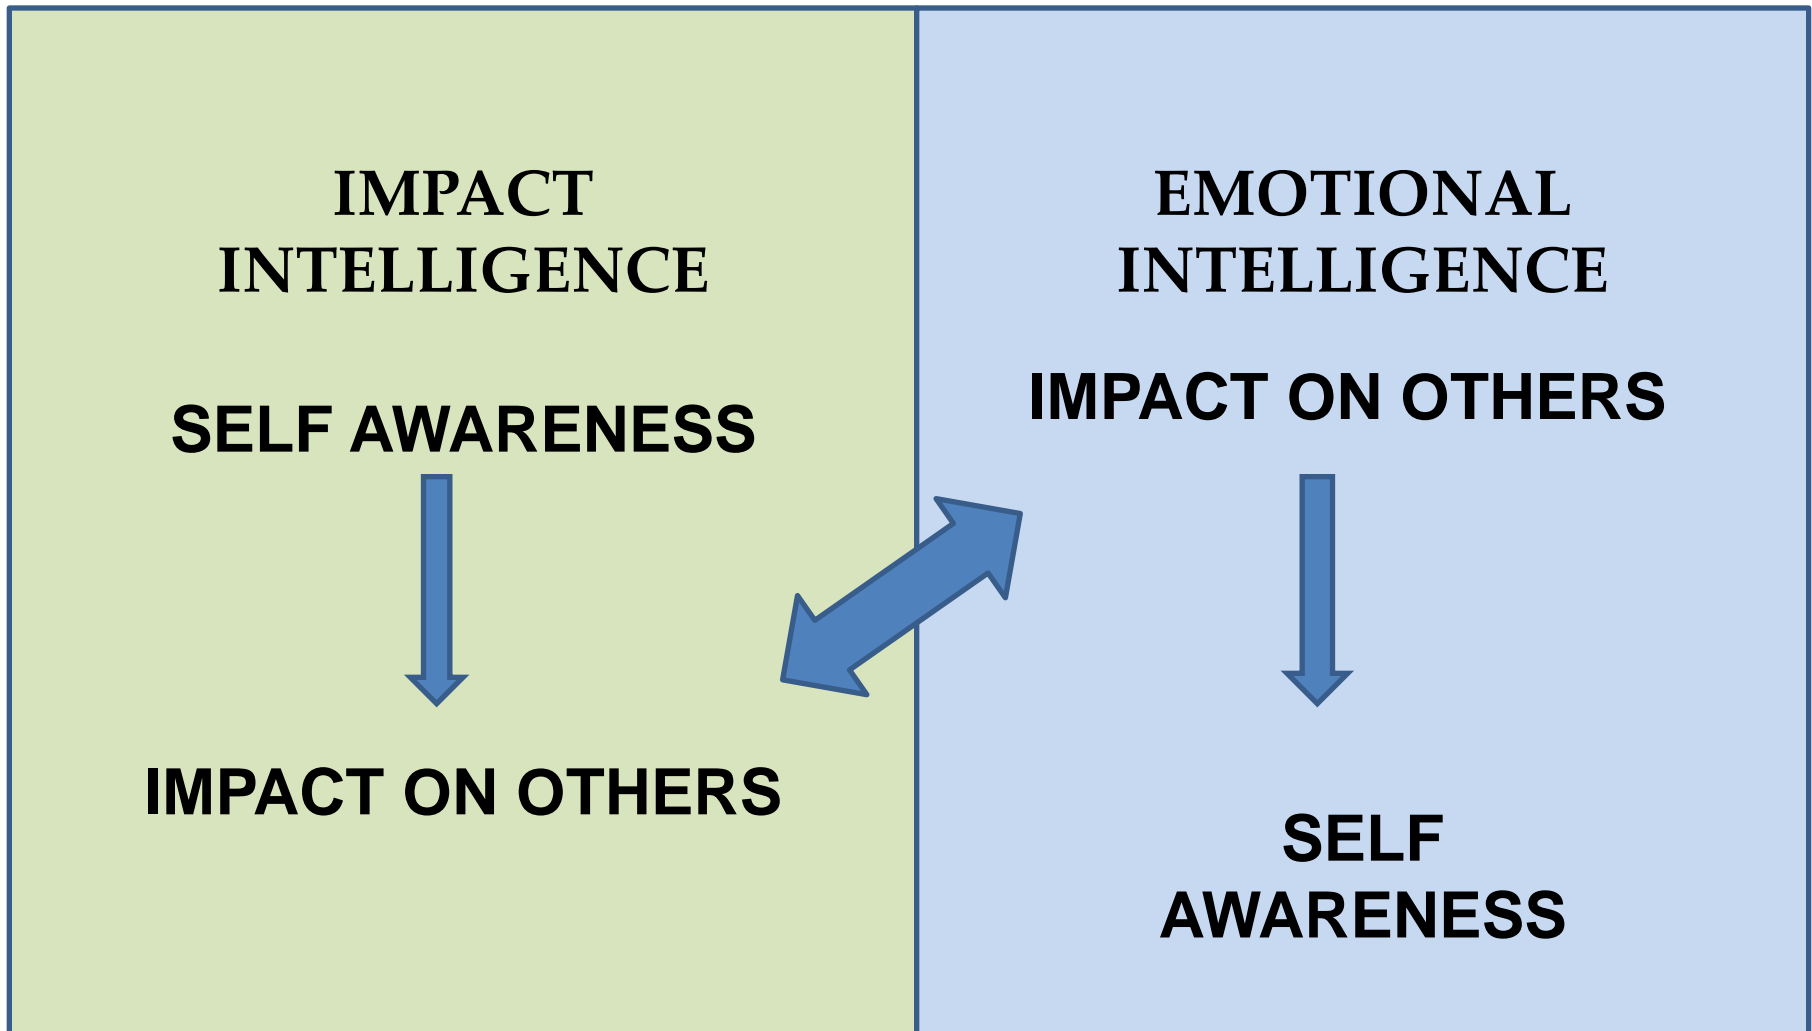 IMPACT
INTELLIGENCE
SELF AWARENESS
IMPACT ON OTHERS
EMOTIONAL
INTELLIGENCE
IMPACT ON OTHERS
SELF
AWARENESS